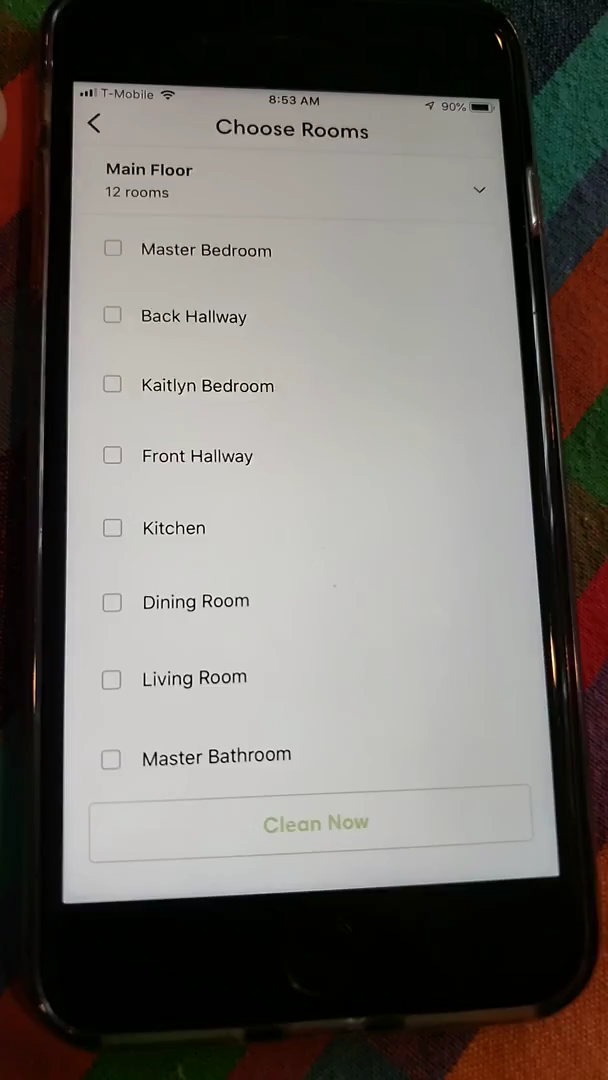 T-Mobile
8:53 AM
90%
Choose Rooms
Main Floor
12 rooms
Master Bedroom
Back Hallway
Kaitlyn Bedroom
Front Hallway
Kitchen
Dining Room
Living Room
Master Bathroom
Clean Now